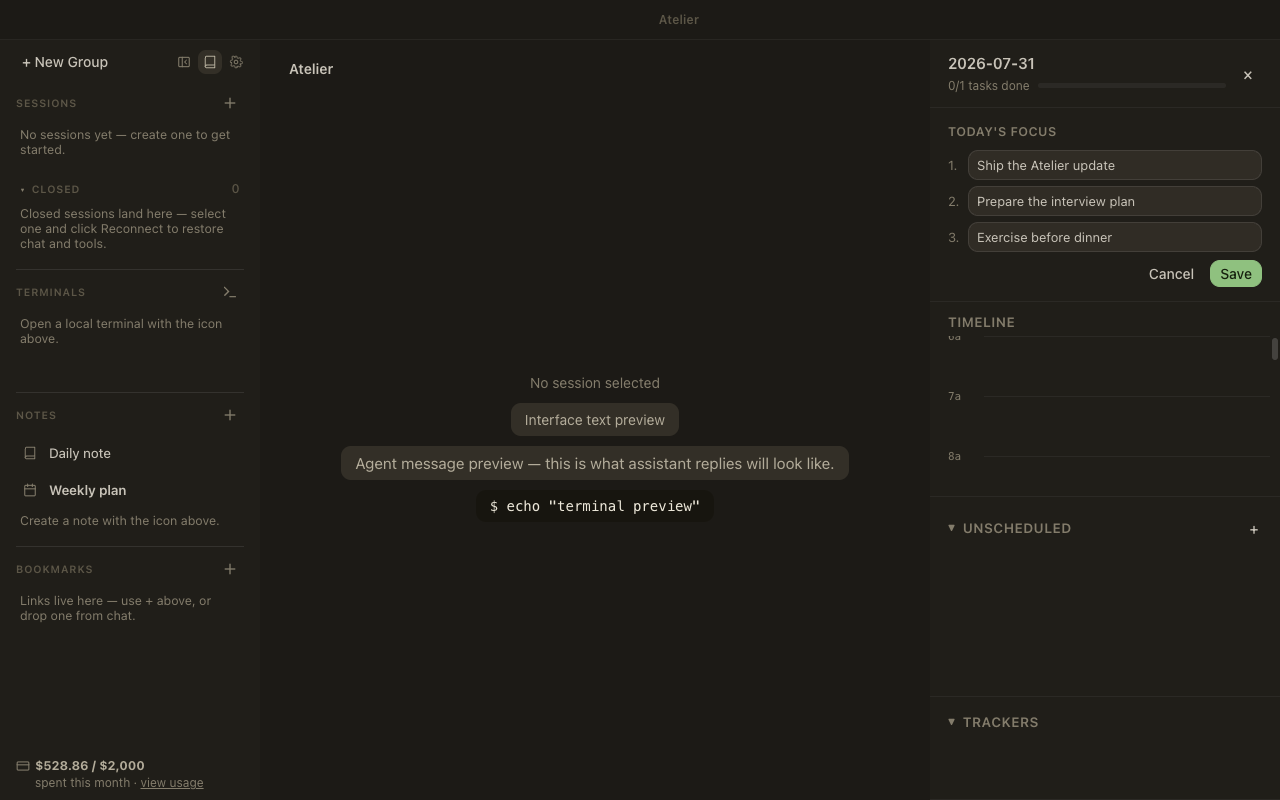 Atelier
+ New Group
SESSIONS
No sessions yet — create one to get
started.
CLOSED
0
Closed sessions land here — select
one and click Reconnect to restore
chat and tools.
TERMINALS
Open a local terminal with the icon
above.
NOTES
Daily note
Weekly plan
Create a note with the icon above.
BOOKMARKS
Links live here — use + above, or
drop one from chat.
$528.86 / $2,000
spent this month · view usage
Atelier
No session selected
Interface text preview
Agent message preview — this is what assistant replies will look like.
$ echo "terminal preview"
2026-07-31
0/1 tasks done
TODAY'S FOCUS
1. Ship the Atelier update
2. Prepare the interview plan
3. Exercise before dinner
Cancel Save
TIMELINE
6a
7a
8a
UNSCHEDULED
+
TRACKERS